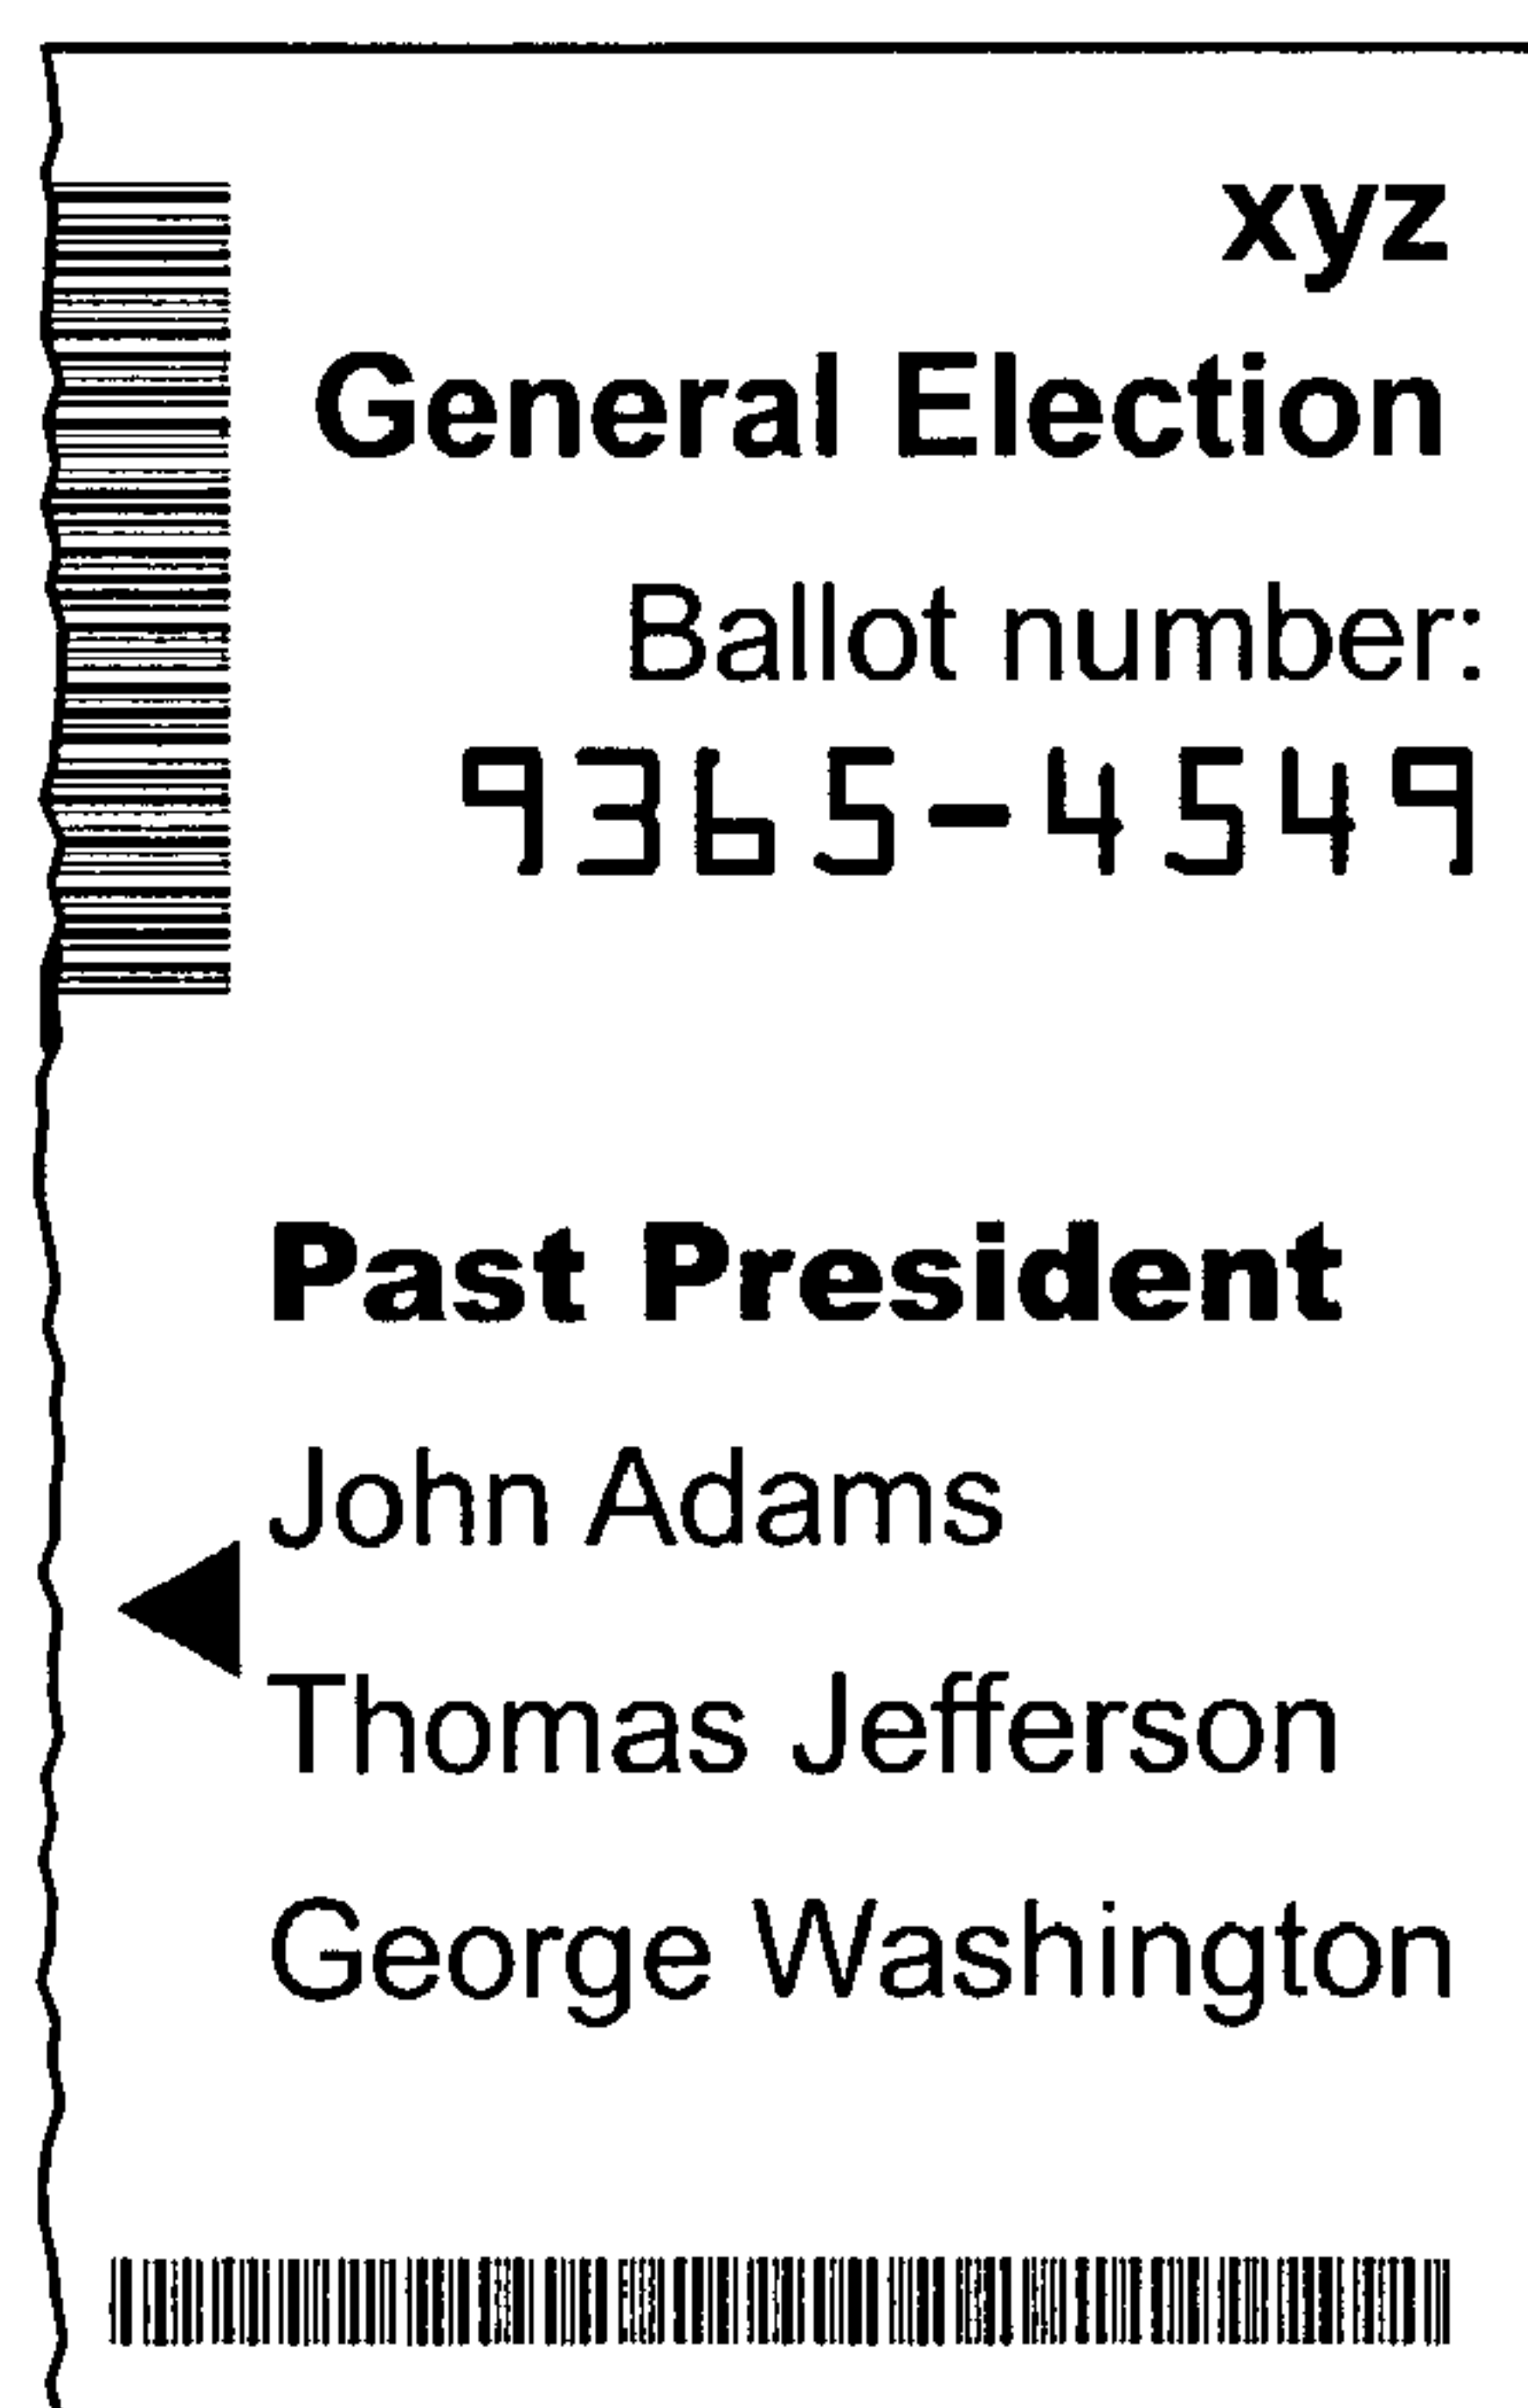 xyz
General Election
Ballot number:
9365-4549
Past President
John Adams
Thomas Jefferson
George Washington